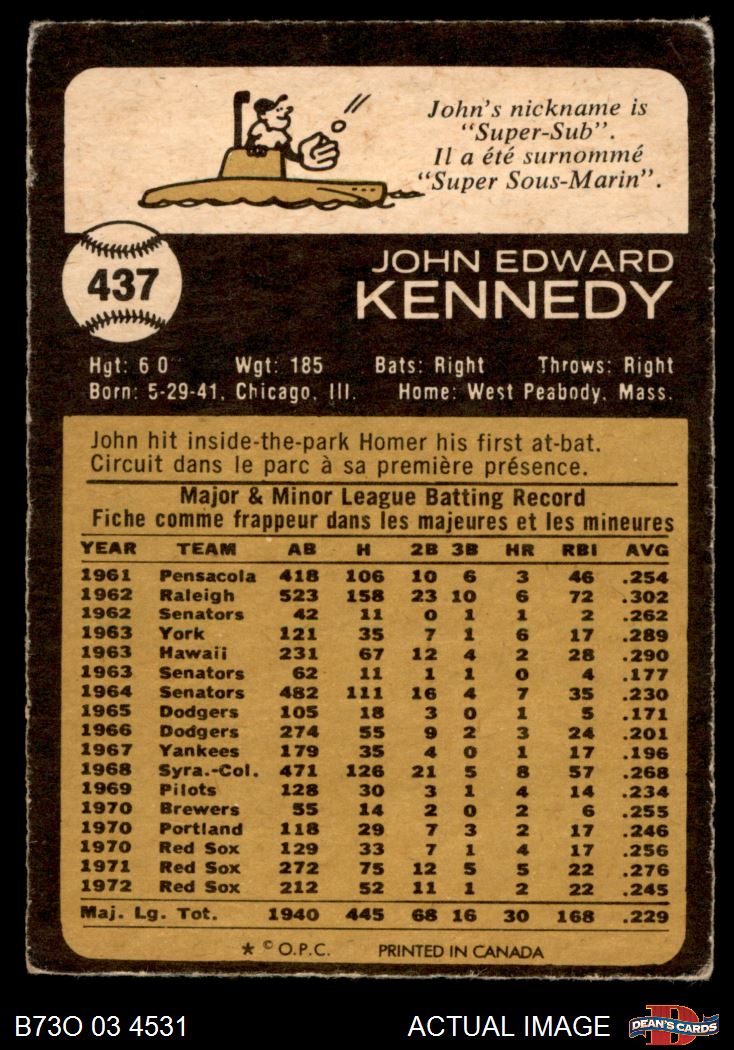 John's nickname is
"Super-Sub".
Il a été surnommé
"Super Sous-Marin".
437
JOHN EDWARD
KENNEDY
Hgt: 6 0 Wgt: 185 Bats: Right Throws: Right
Born: 5-29-41, Chicago, Ill. Home: West Peabody, Mass.
John hit inside-the-park Homer his first at-bat.
Circuit dans le parc à sa première présence.
Major & Minor League Batting Record
Fiche comme frappeur dans les majeures et les mineures
YEAR TEAM AB H 2B 3B HR RBI AVG
1961 Pensacola 418 106 10 6 3 46 .254
1962 Raleigh 523 158 23 10 6 72 .302
1962 Senators 42 11 0 1 1 2 .262
1963 York 121 35 7 1 6 17 .289
1963 Hawaii 231 67 12 4 2 28 .290
1963 Senators 62 11 1 1 0 4 .177
1964 Senators 482 111 16 4 7 35 .230
1965 Dodgers 105 18 3 0 1 5 .171
1966 Dodgers 274 55 9 2 3 24 .201
1967 Yankees 179 35 4 0 1 17 .196
1968 Syra.-Col. 471 126 21 5 8 57 .268
1969 Pilots 128 30 3 1 4 14 .234
1970 Brewers 55 14 2 0 2 6 .255
1970 Portland 118 29 7 3 2 17 .246
1970 Red Sox 129 33 7 1 4 17 .256
1971 Red Sox 272 75 12 5 5 22 .276
1972 Red Sox 212 52 11 1 2 22 .245
Maj. Lg. Tot. 1940 445 68 16 30 168 .229
* © O.P.C. PRINTED IN CANADA
B73O 03 4531 ACTUAL IMAGE DEAN'S CARDS